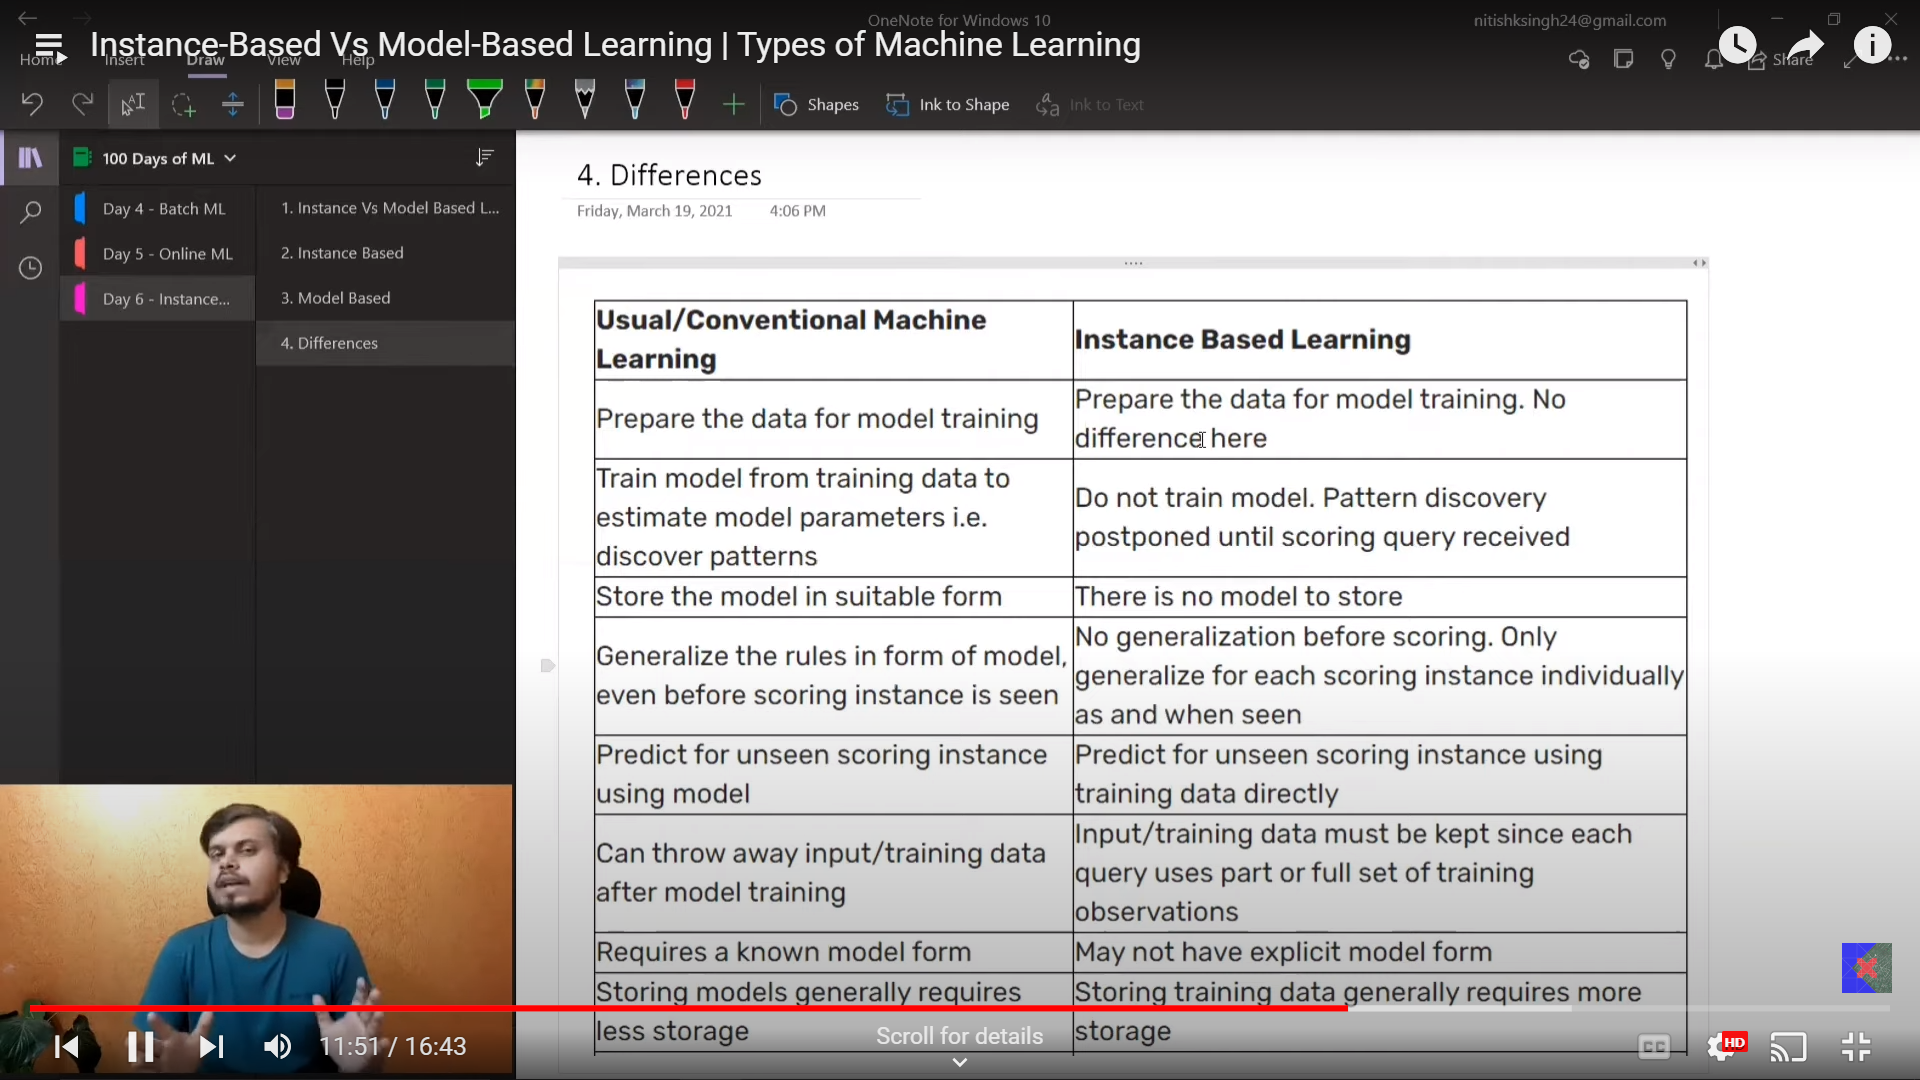 OneNote for Windows 10
nitishksingh24@gmail.com
Instance-Based Vs Model-Based Learning | Types of Machine Learning
Home
Insert
Draw
View
Help
Share
Shapes
Ink to Shape
Ink to Text
100 Days of ML
Day 4 - Batch ML
Day 5 - Online ML
Day 6 - Instance...
1. Instance Vs Model Based L...
2. Instance Based
3. Model Based
4. Differences
4. Differences
Friday, March 19, 2021
4:06 PM
Usual/Conventional Machine
Learning
Instance Based Learning
Prepare the data for model training
Prepare the data for model training. No
difference here
Train model from training data to
estimate model parameters i.e.
discover patterns
Do not train model. Pattern discovery
postponed until scoring query received
Store the model in suitable form
There is no model to store
Generalize the rules in form of model,
even before scoring instance is seen
No generalization before scoring. Only
generalize for each scoring instance individually
as and when seen
Predict for unseen scoring instance
using model
Predict for unseen scoring instance using
training data directly
Can throw away input/training data
after model training
Input/training data must be kept since each
query uses part or full set of training
observations
Requires a known model form
May not have explicit model form
Storing models generally requires
less storage
Storing training data generally requires more
storage
11:51 / 16:43
Scroll for details
CC
HD